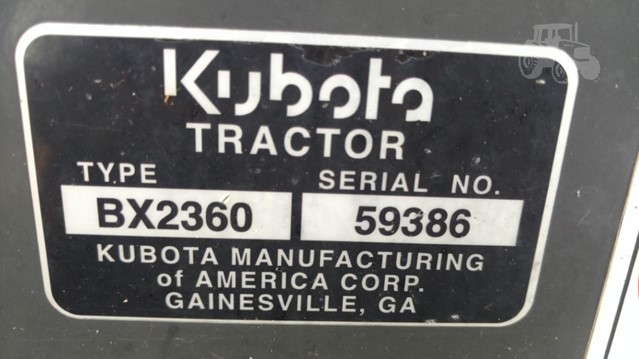 Kubota
TRACTOR
TYPE SERIAL NO.
BX2360 59386
KUBOTA MANUFACTURING
of AMERICA CORP.
GAINESVILLE, GA